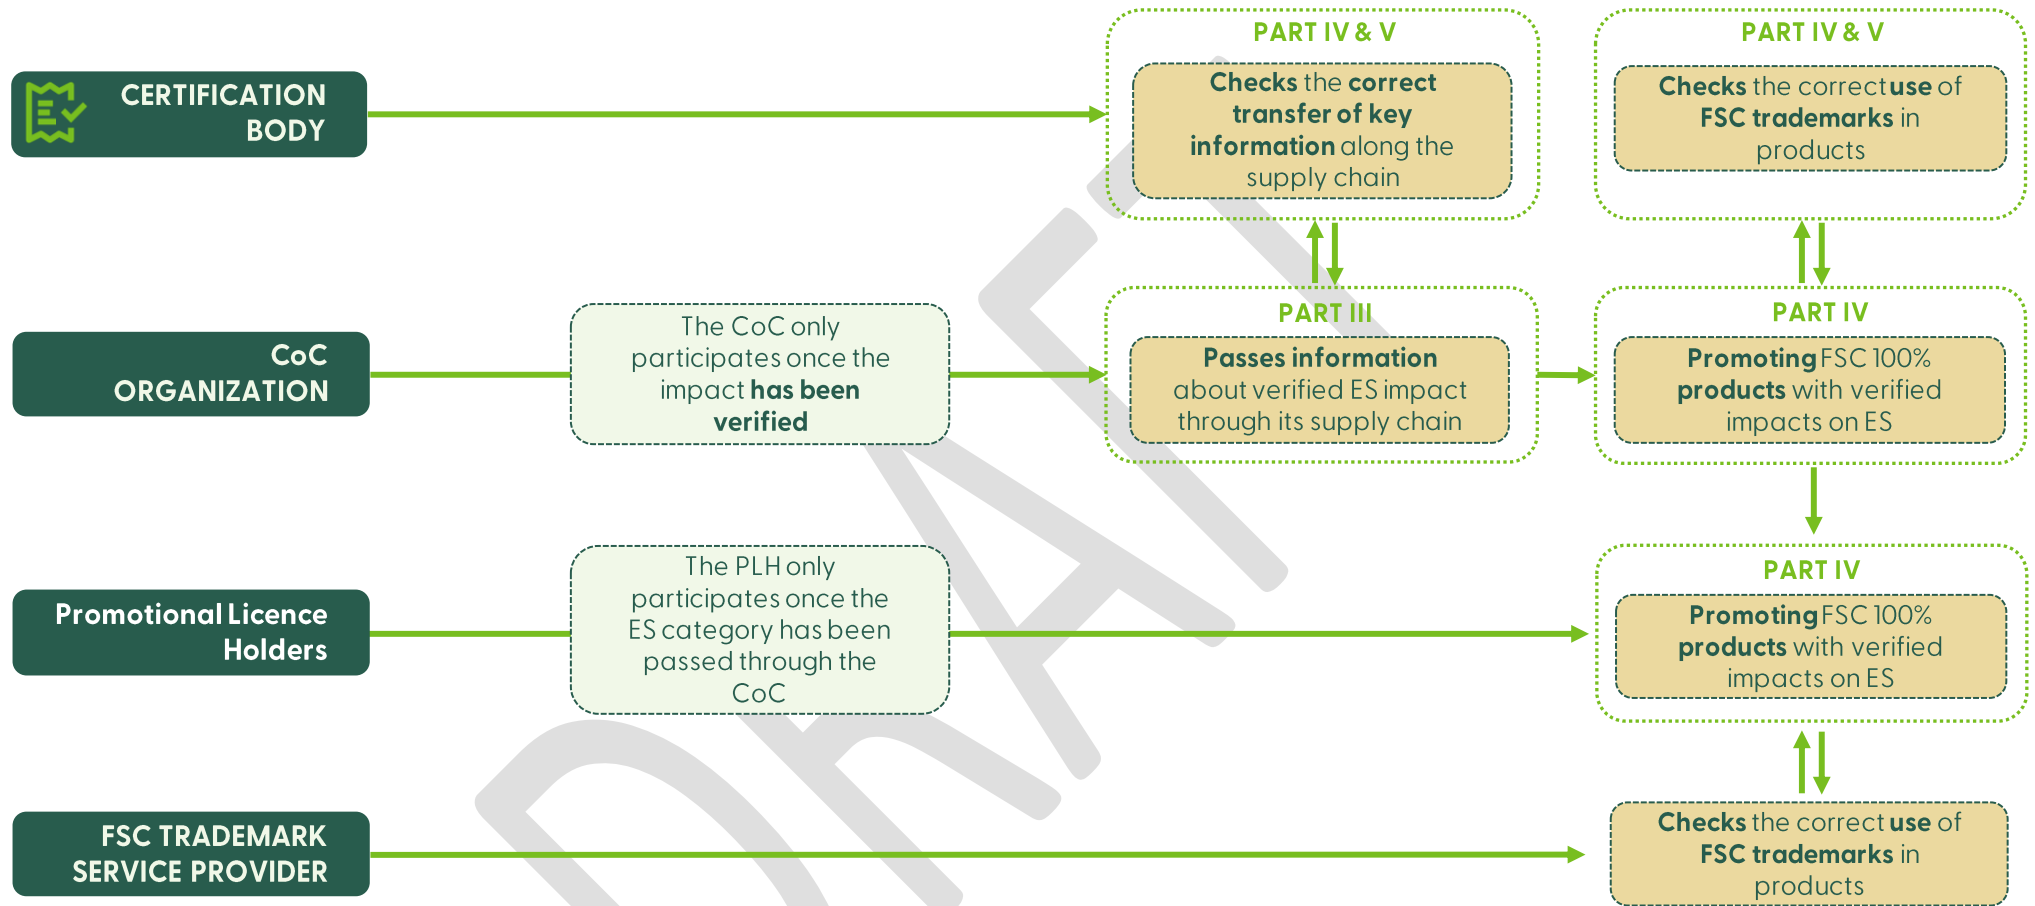 CERTIFICATION
BODY
PART IV & V
Checks the correct
transfer of key
information along the
supply chain
PART IV & V
Checks the correct use of
FSC trademarks in
products
CoC
ORGANIZATION
The CoC only
participates once the
impact has been
verified
PART III
Passes information
about verified ES impact
through its supply chain
PART IV
Promoting FSC 100%
products with verified
impacts on ES
Promotional Licence
Holders
The PLH only
participates once the
ES category has been
passed through the
CoC
PART IV
Promoting FSC 100%
products with verified
impacts on ES
FSC TRADEMARK
SERVICE PROVIDER
Checks the correct use of
FSC trademarks in
products
DRAFT